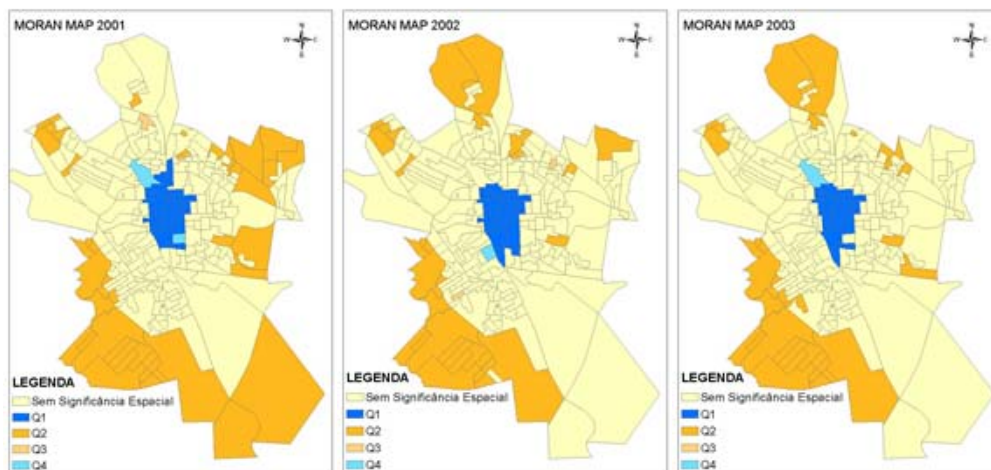 MORAN MAP 2001
N
W E
S
LEGENDA
Sem Significância Espacial
Q1
Q2
Q3
Q4
MORAN MAP 2002
N
W E
S
LEGENDA
Sem Significância Espacial
Q1
Q2
Q3
Q4
MORAN MAP 2003
N
W E
S
LEGENDA
Sem Significância Espacial
Q1
Q2
Q3
Q4